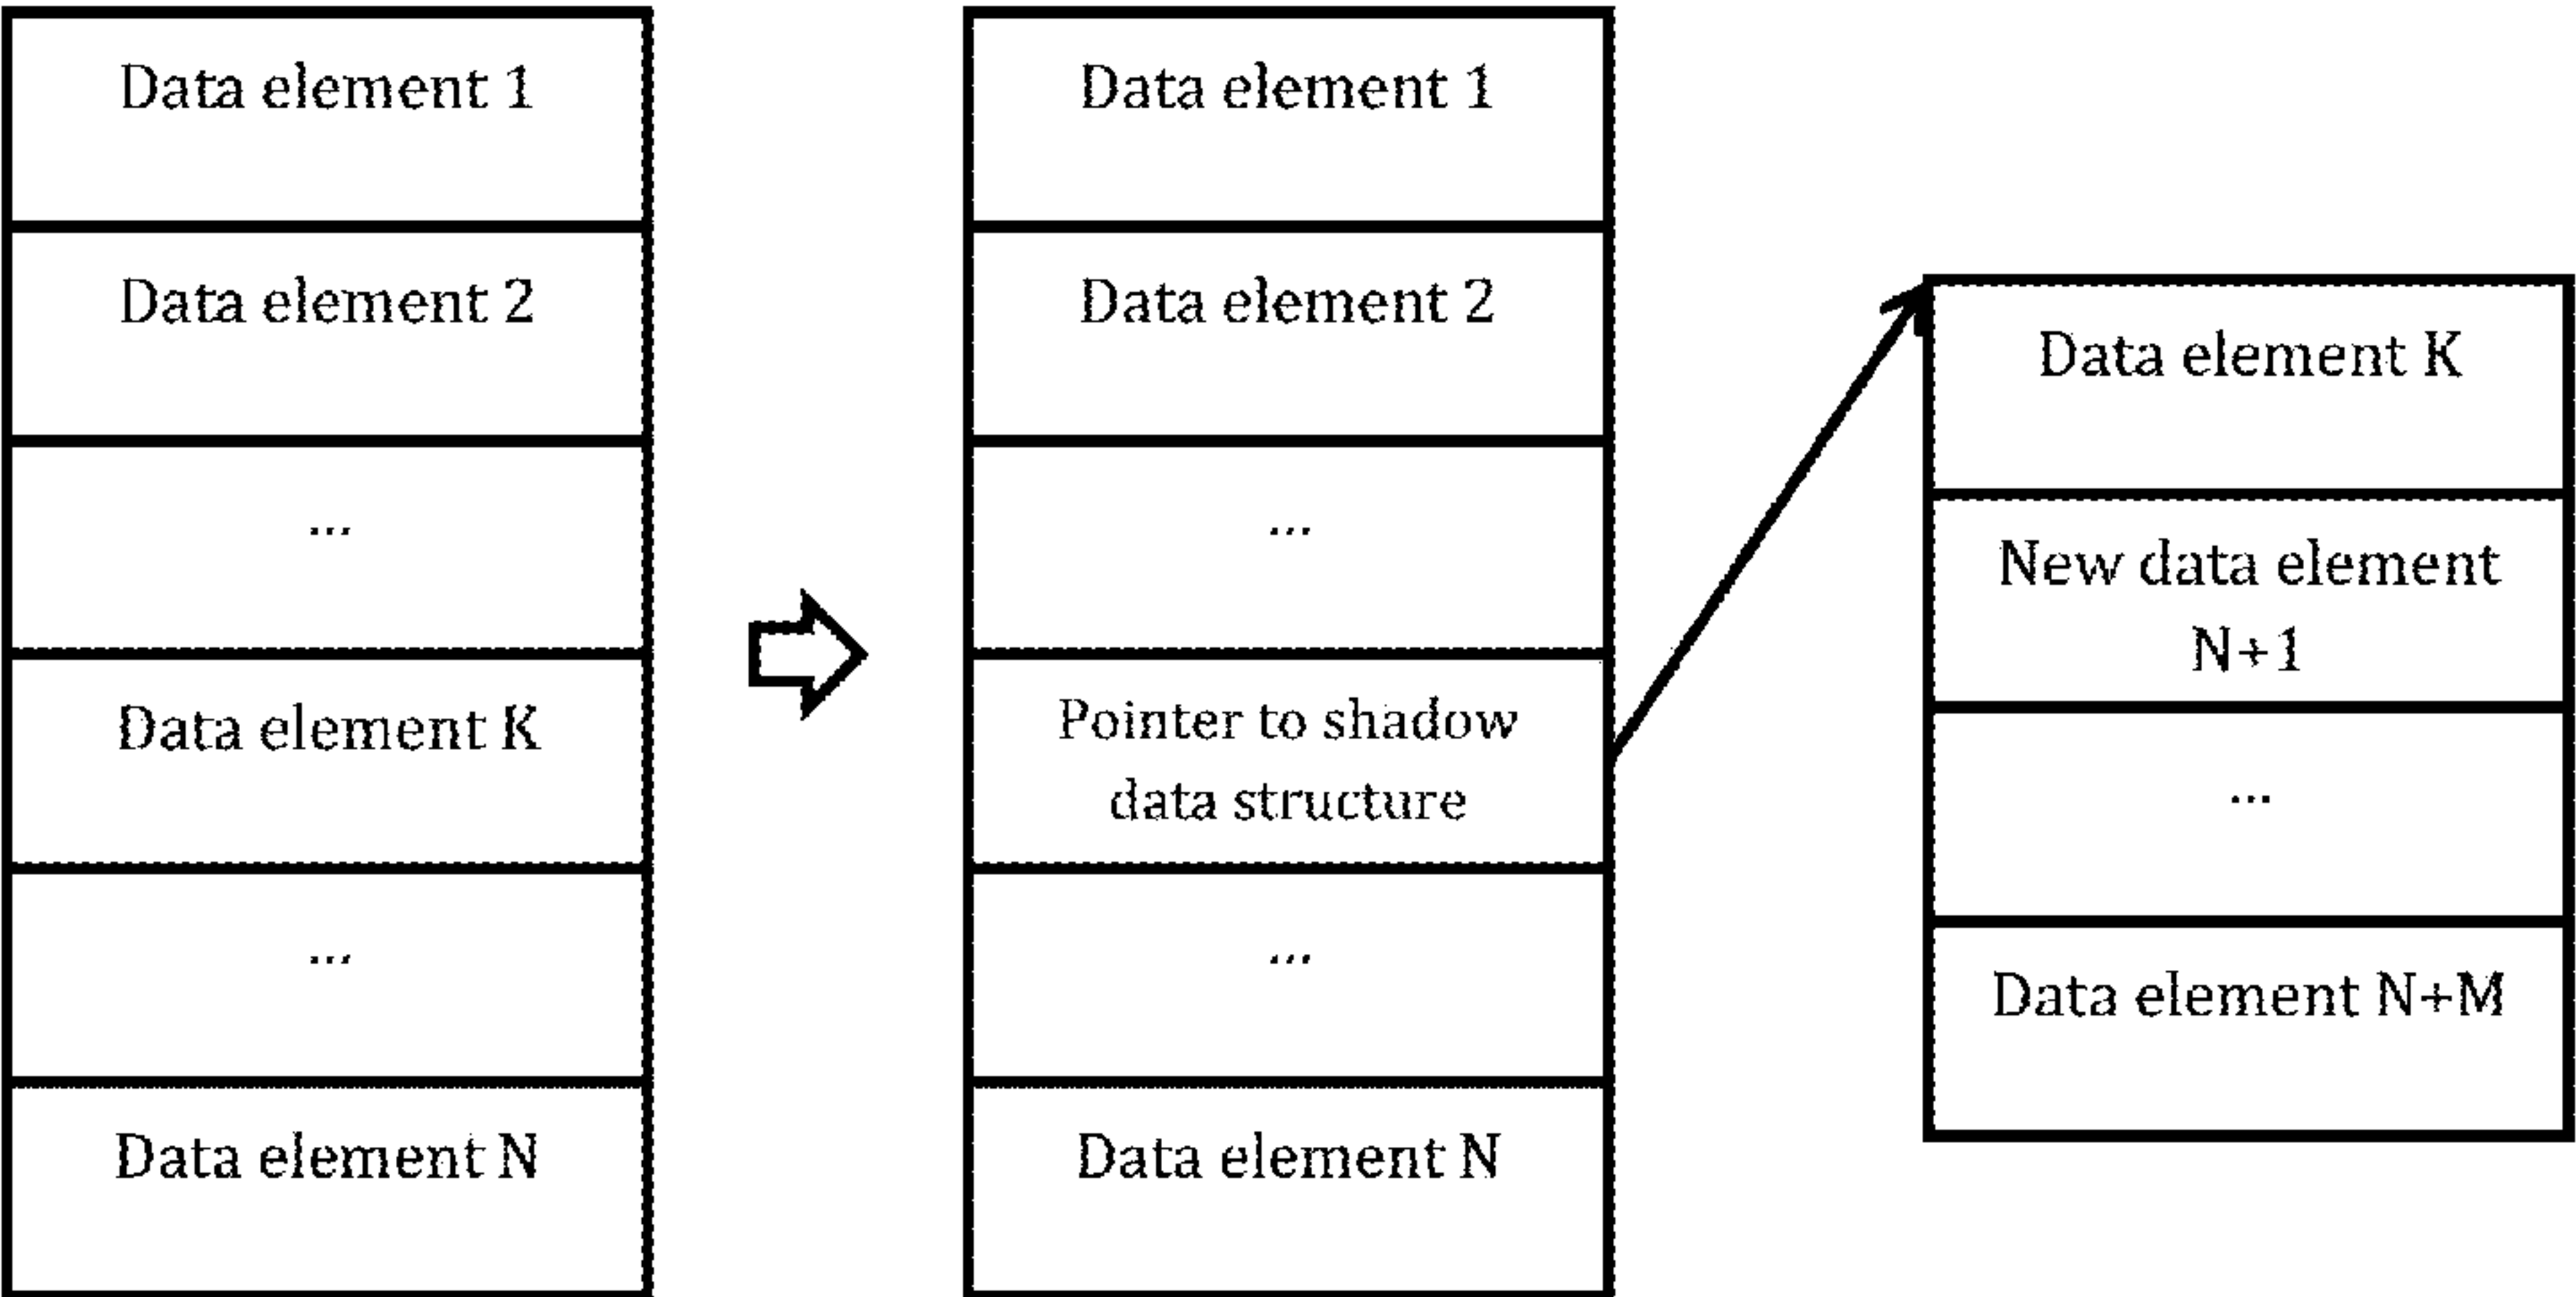 Data element 1
Data element 2
...
Data element K
...
Data element N
Data element 1
Data element 2
...
Pointer to shadow
data structure
...
Data element N
Data element K
New data element
N+1
...
Data element N+M